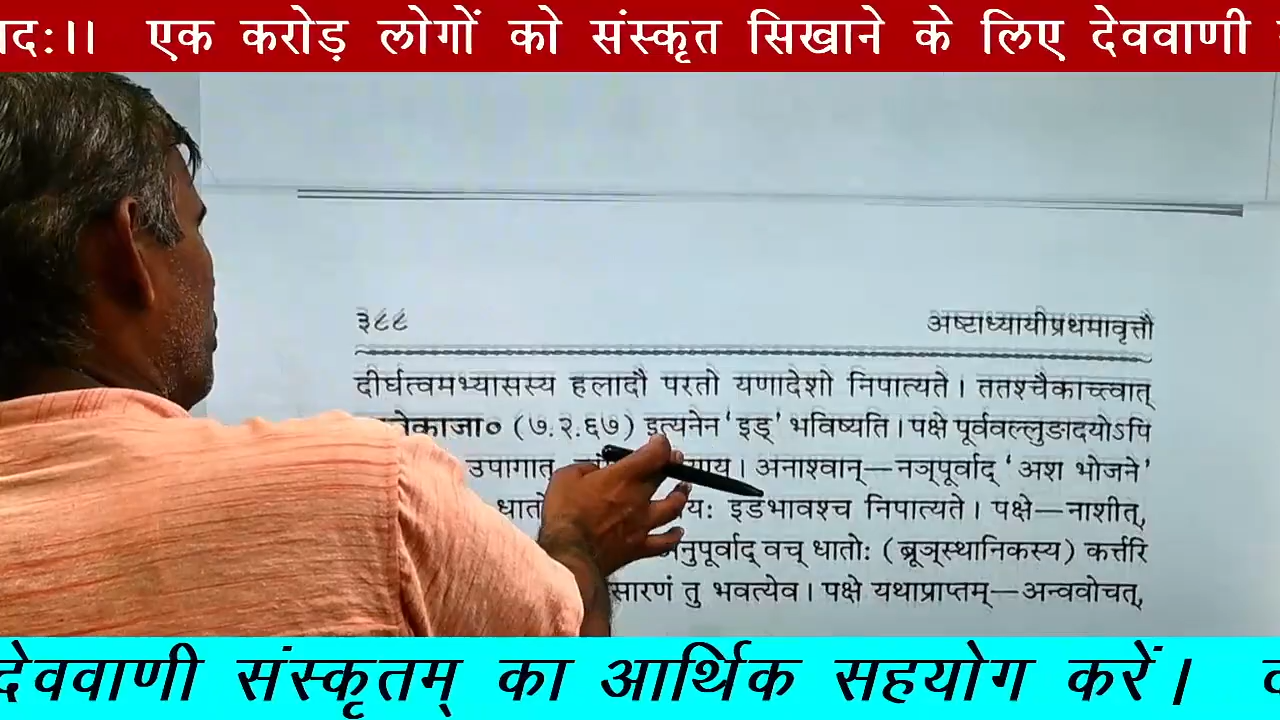 एक करोड़ लोगों को संस्कृत सिखाने के लिए देववाणी
३८८ अष्टाध्यायीप्रथमावृत्तौ
दीर्घत्वमभ्यासस्य हलादौ परतो यणादेशो निपात्यते । ततश्चैकाच्त्वात्
(७.२.६७) इत्यनेन 'इड्' भविष्यति । पक्षे पूर्ववल्लुङादयोऽपि
उपागात्, अनाश्वान्—नञ्पूर्वाद् 'अश भोजने'
इडभावश्च निपात्यते । पक्षे—नाशीत्,
वच् धातोः (ब्रूञ्स्थानिकस्य) कर्त्तरि
तु भवत्येव । पक्षे यथाप्राप्तम्—अन्ववोचत्,
देववाणी संस्कृतम् का आर्थिक सहयोग करें ।